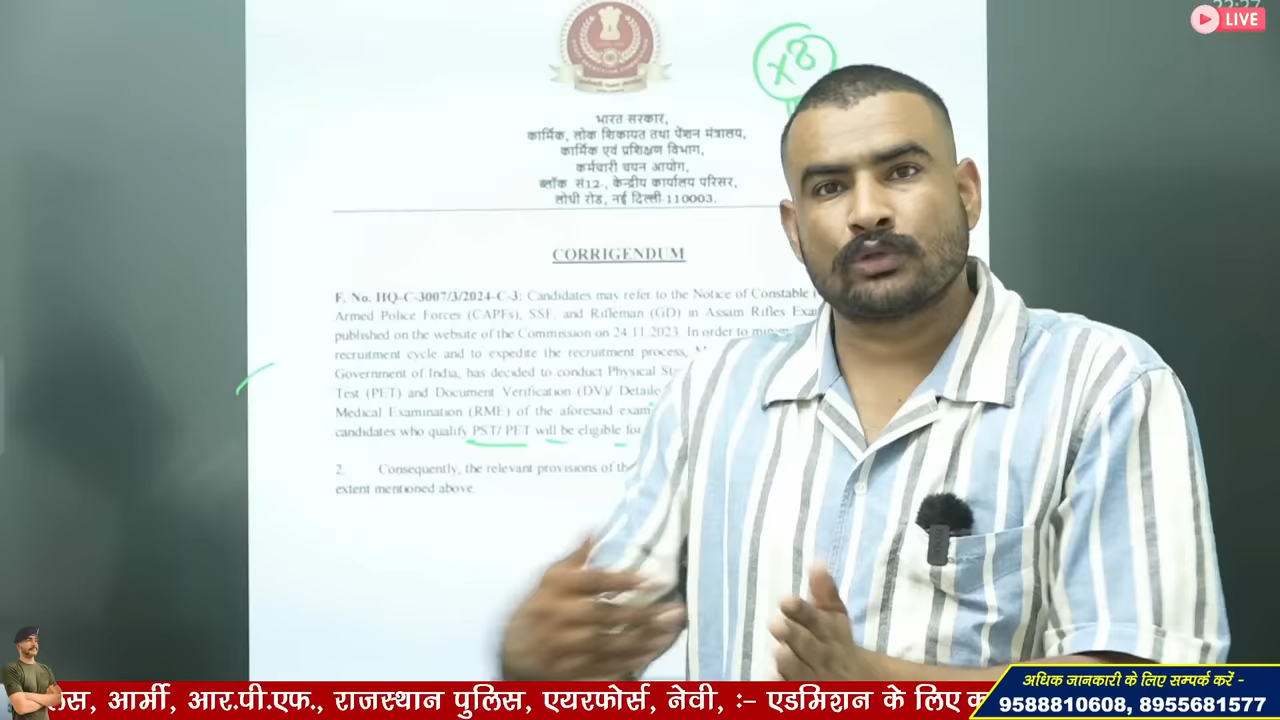 22:27
LIVE
x8
भारत सरकार,
कार्मिक, लोक शिकायत तथा पेंशन मंत्रालय,
कार्मिक एवं प्रशिक्षण विभाग,
कर्मचारी चयन आयोग,
ब्लॉक सं12-, केन्द्रीय कार्यालय परिसर,
लोधी रोड, नई दिल्ली-110003.
CORRIGENDUM
F. No. HQ-C-3007/3/2024-C-3: Candidates may refer to the Notice of Constable
Armed Police Forces (CAPFs), SSF, and Rifleman (GD) in Assam Rifles Exa
published on the website of the Commission on 24.11.2023. In order to
recruitment cycle and to expedite the recruitment process,
Government of India, has decided to conduct Physical
Test (PET) and Document Verification (DV)/ Detaile
Medical Examination (RME) of the aforesaid exam
candidates who qualify PST/ PET will be eligible for
2. Consequently, the relevant provisions of the
extent mentioned above.
लस, आर्मी, आर.पी.एफ., राजस्थान पुलिस, एयरफोर्स, नेवी, :- एडमिशन के लिए
अधिक जानकारी के लिए सम्पर्क करें -
9588810608, 8955681577